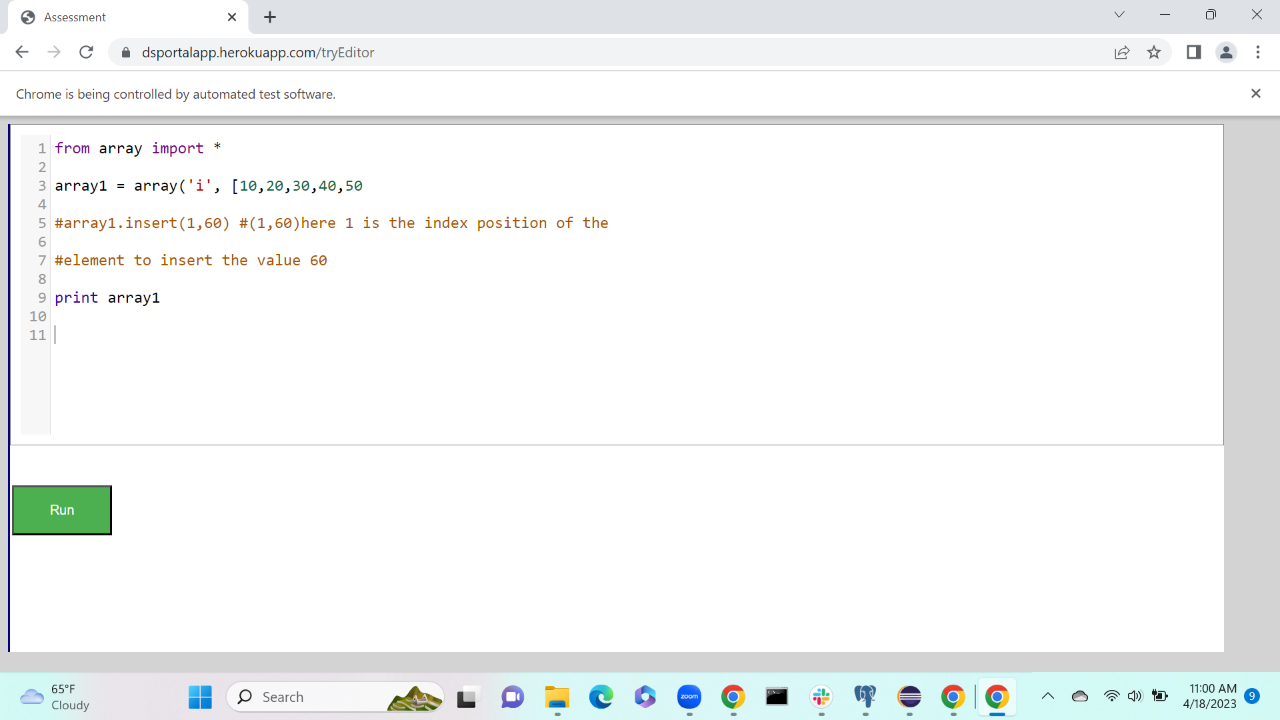 Assessment
dsportalapp.herokuapp.com/tryEditor
Chrome is being controlled by automated test software.
1 from array import *
2
3 array1 = array('i', [10,20,30,40,50
4
5 #array1.insert(1,60) #(1,60)here 1 is the index position of the
6
7 #element to insert the value 60
8
9 print array1
10
11
Run
65°F
Cloudy
Search
zoom
11:00 AM
4/18/2023
9